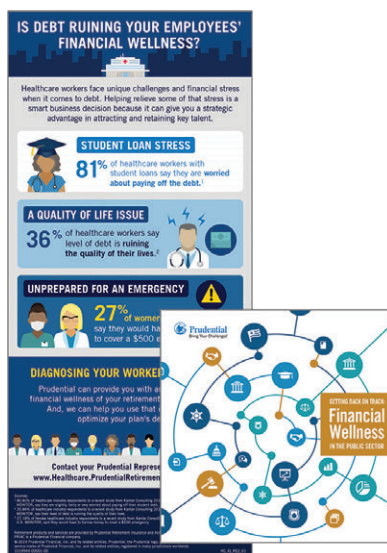 IS DEBT RUINING YOUR EMPLOYEES'
FINANCIAL WELLNESS?
Healthcare workers face unique challenges and financial stress
when it comes to debt. Helping relieve some of that stress is a
smart business decision because it can give you a strategic
advantage in attracting and retaining key talent.
STUDENT LOAN STRESS
81% of healthcare workers with
student loans say they are worried
about paying off the debt.1
A QUALITY OF LIFE ISSUE
36% of healthcare workers say
level of debt is ruining
the quality of their lives.2
UNPREPARED FOR AN EMERGENCY
27% of women
say they would ha
to cover a $500 e
DIAGNOSING YOUR WORKED
Prudential can provide you with a
financial wellness of your retirement
And, we can help you use that i
optimize your plan's de
Contact your Prudential Represe
www.Healthcare.PrudentialRetiremen
Prudential
Bring Your Challenges
GETTING BACK ON TRACK:
Financial
Wellness
IN THE PUBLIC SECTOR